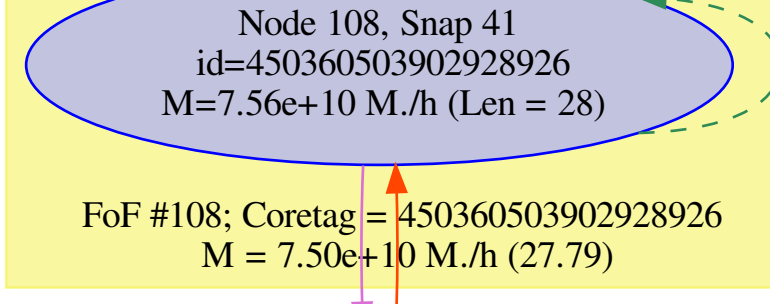 Node 108, Snap 41
id=450360503902928926
M=7.56e+10 M./h (Len = 28)
FoF #108; Coretag = 450360503902928926
M = 7.50e+10 M./h (27.79)